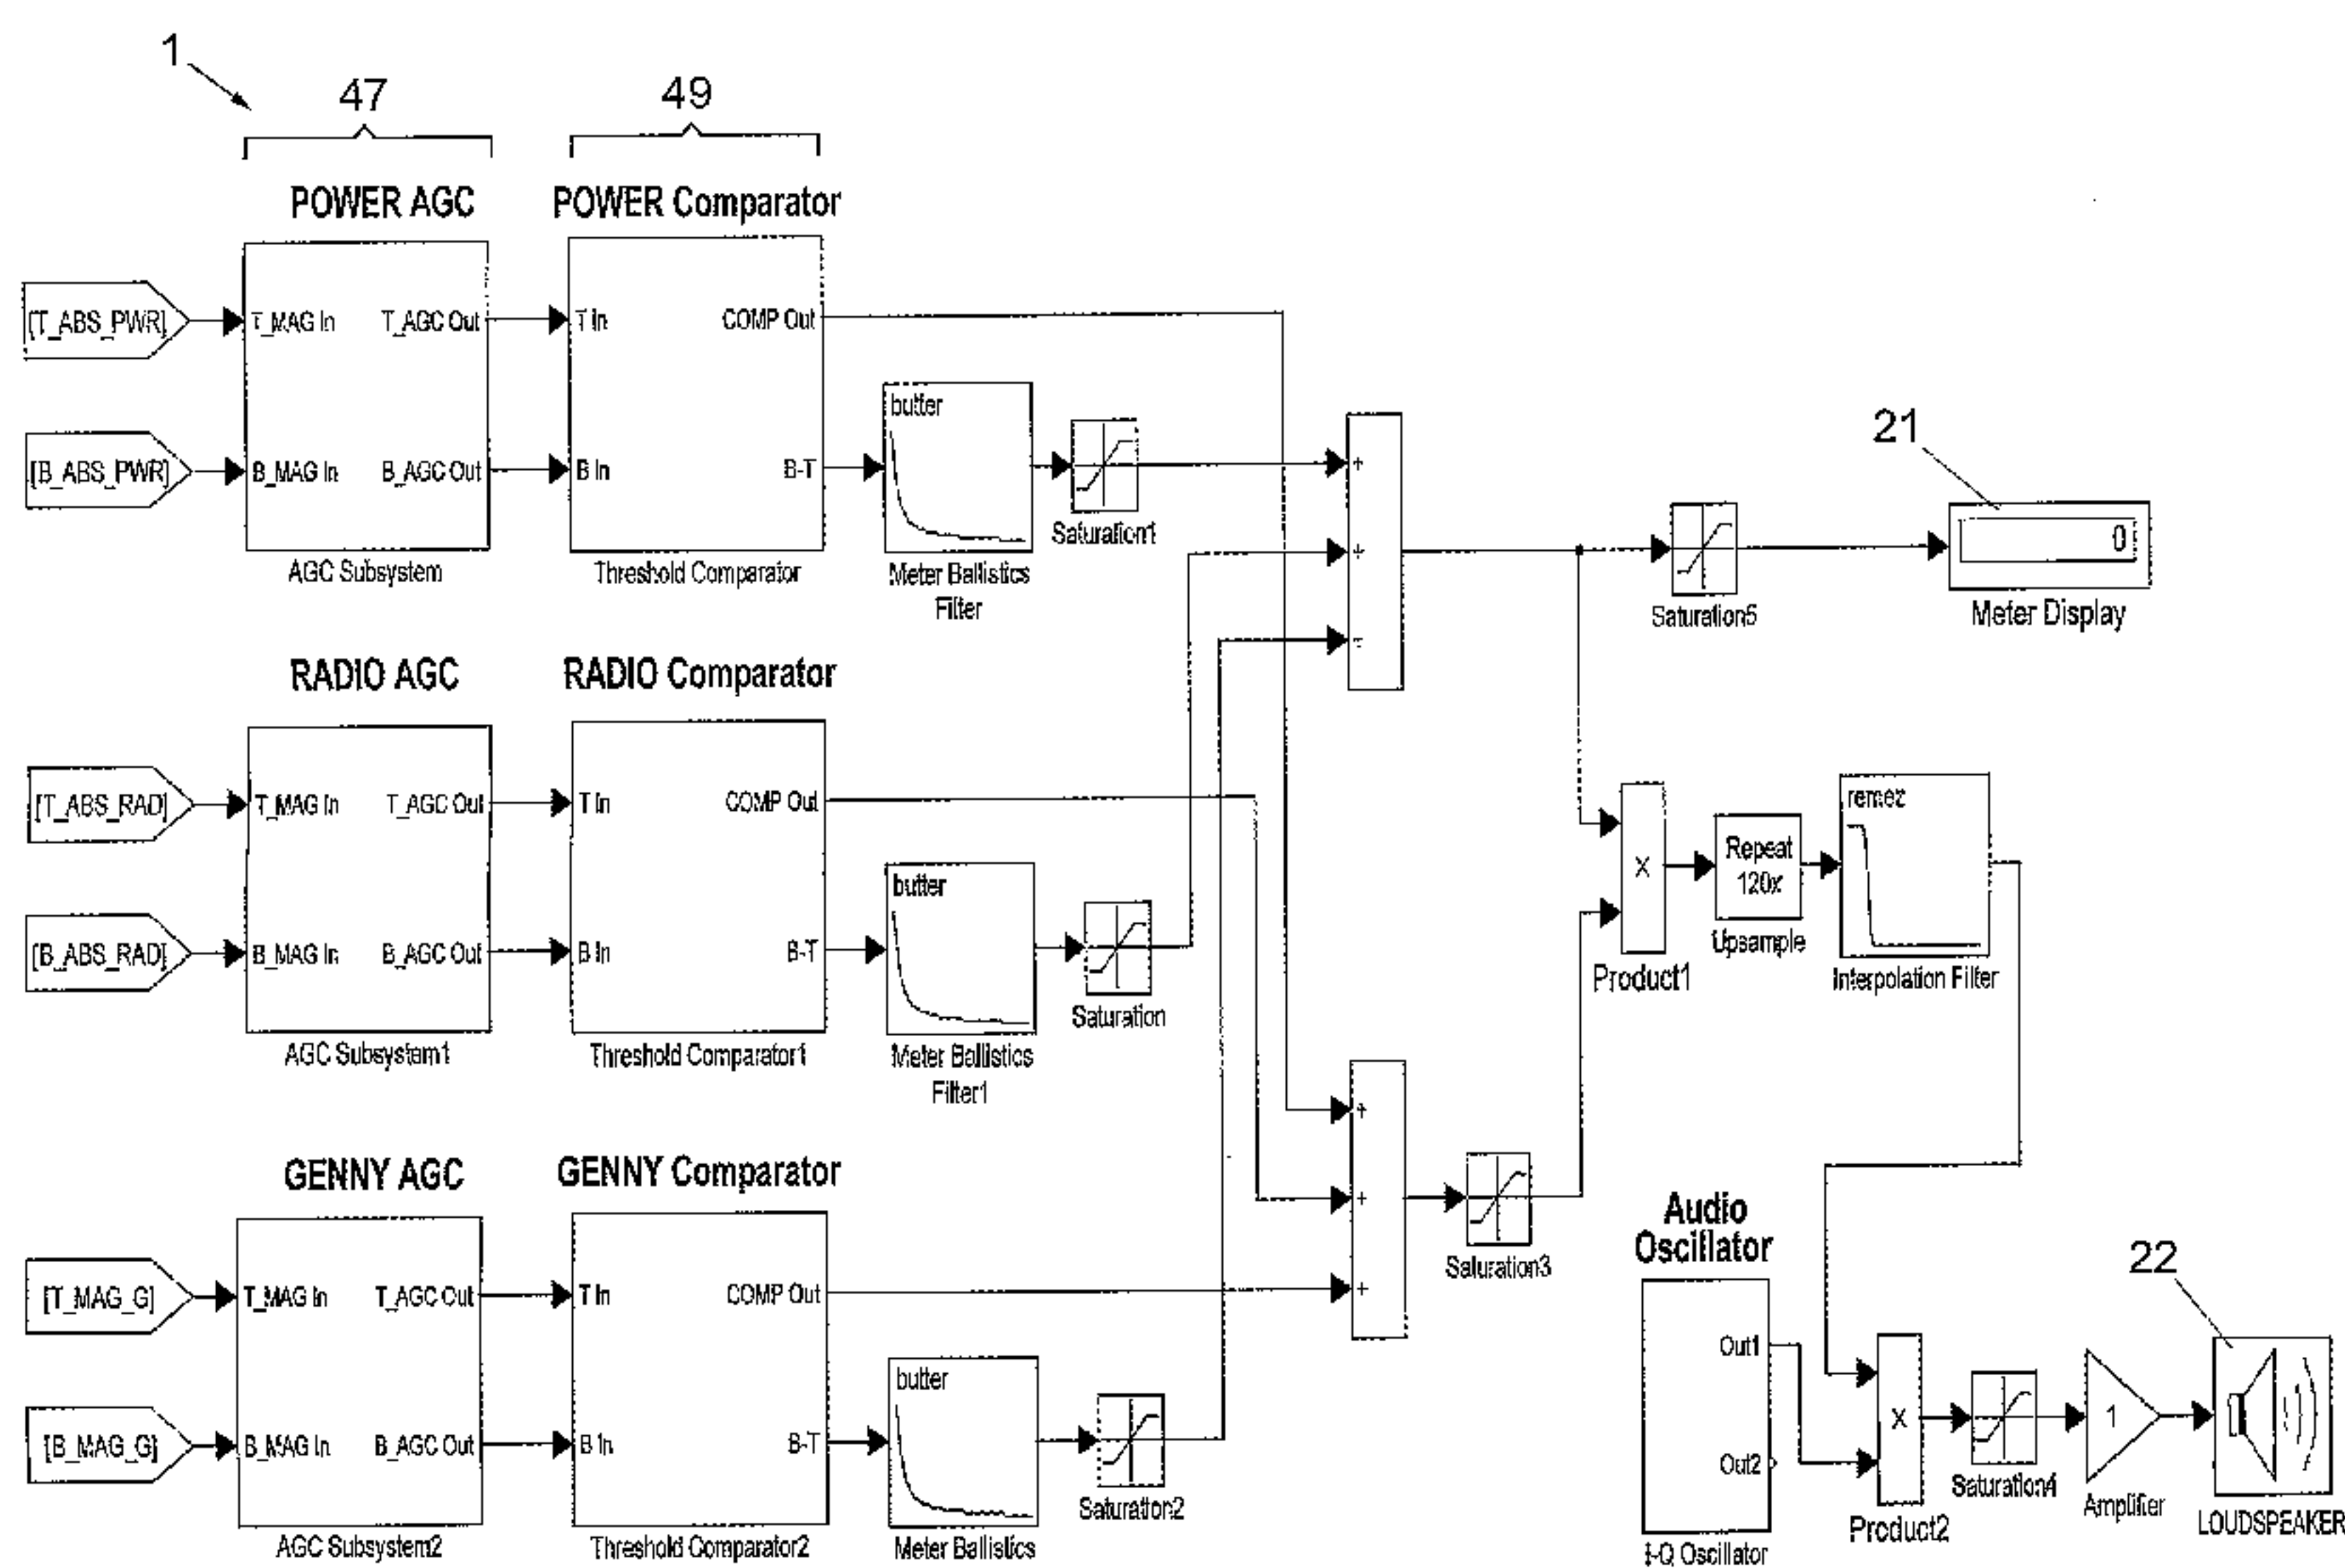 1
47
49
POWER AGC
POWER Comparator
[T_ABS_PWR]
T_MAG In
T_AGC Out
T In
COMP Out
[B_ABS_PWR]
B_MAG In
B_AGC Out
B In
B-T
AGC Subsystem
Threshold Comparator
butter
Meter Ballistics
Filter
Saturation1
+
+
-
Saturation5
21
0
Meter Display
RADIO AGC
RADIO Comparator
[T_ABS_RAD]
T_MAG In
T_AGC Out
T In
COMP Out
[B_ABS_RAD]
B_MAG In
B_AGC Out
B In
B-T
AGC Subsystem1
Threshold Comparator1
butter
Meter Ballistics
Filter1
Saturation
X
Product1
Repeat
120x
Upsample
remez
Interpolation Filter
GENNY AGC
GENNY Comparator
[T_MAG_G]
T_MAG In
T_AGC Out
T In
COMP Out
[B_MAG_G]
B_MAG In
B_AGC Out
B In
B-T
AGC Subsystem2
Threshold Comparator2
butter
Meter Ballistics
Saturation2
+
+
+
Saturation3
Audio
Oscillator
Out1
Out2
I-Q Oscillator
X
Product2
Saturation4
1
Amplifier
22
LOUDSPEAKER